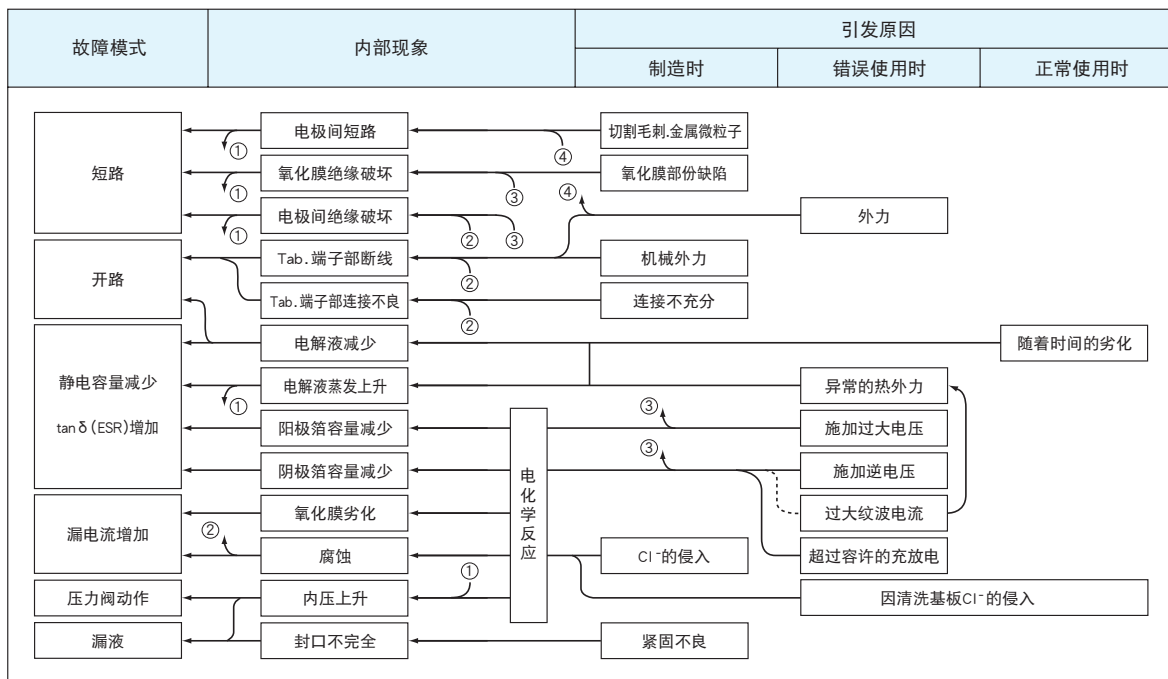 故障模式
内部现象
引发原因
制造时
错误使用时
正常使用时
短路
电极间短路
①
④
切割毛刺.金属微粒子
氧化膜绝缘破坏
①
③
氧化膜部份缺陷
电极间绝缘破坏
①
②
③
④
外力
开路
Tab.端子部断线
②
机械外力
Tab.端子部连接不良
②
连接不充分
静电容量减少
tanδ(ESR)增加
电解液减少
随着时间的劣化
电解液蒸发上升
①
异常的热外力
阳极箔容量减少
③
施加过大电压
阴极箔容量减少
③
施加逆电压
电化学反应
漏电流增加
氧化膜劣化
过大纹波电流
②
腐蚀
Cl⁻的侵入
超过容许的充放电
压力阀动作
内压上升
①
因清洗基板Cl⁻的侵入
漏液
封口不完全
紧固不良